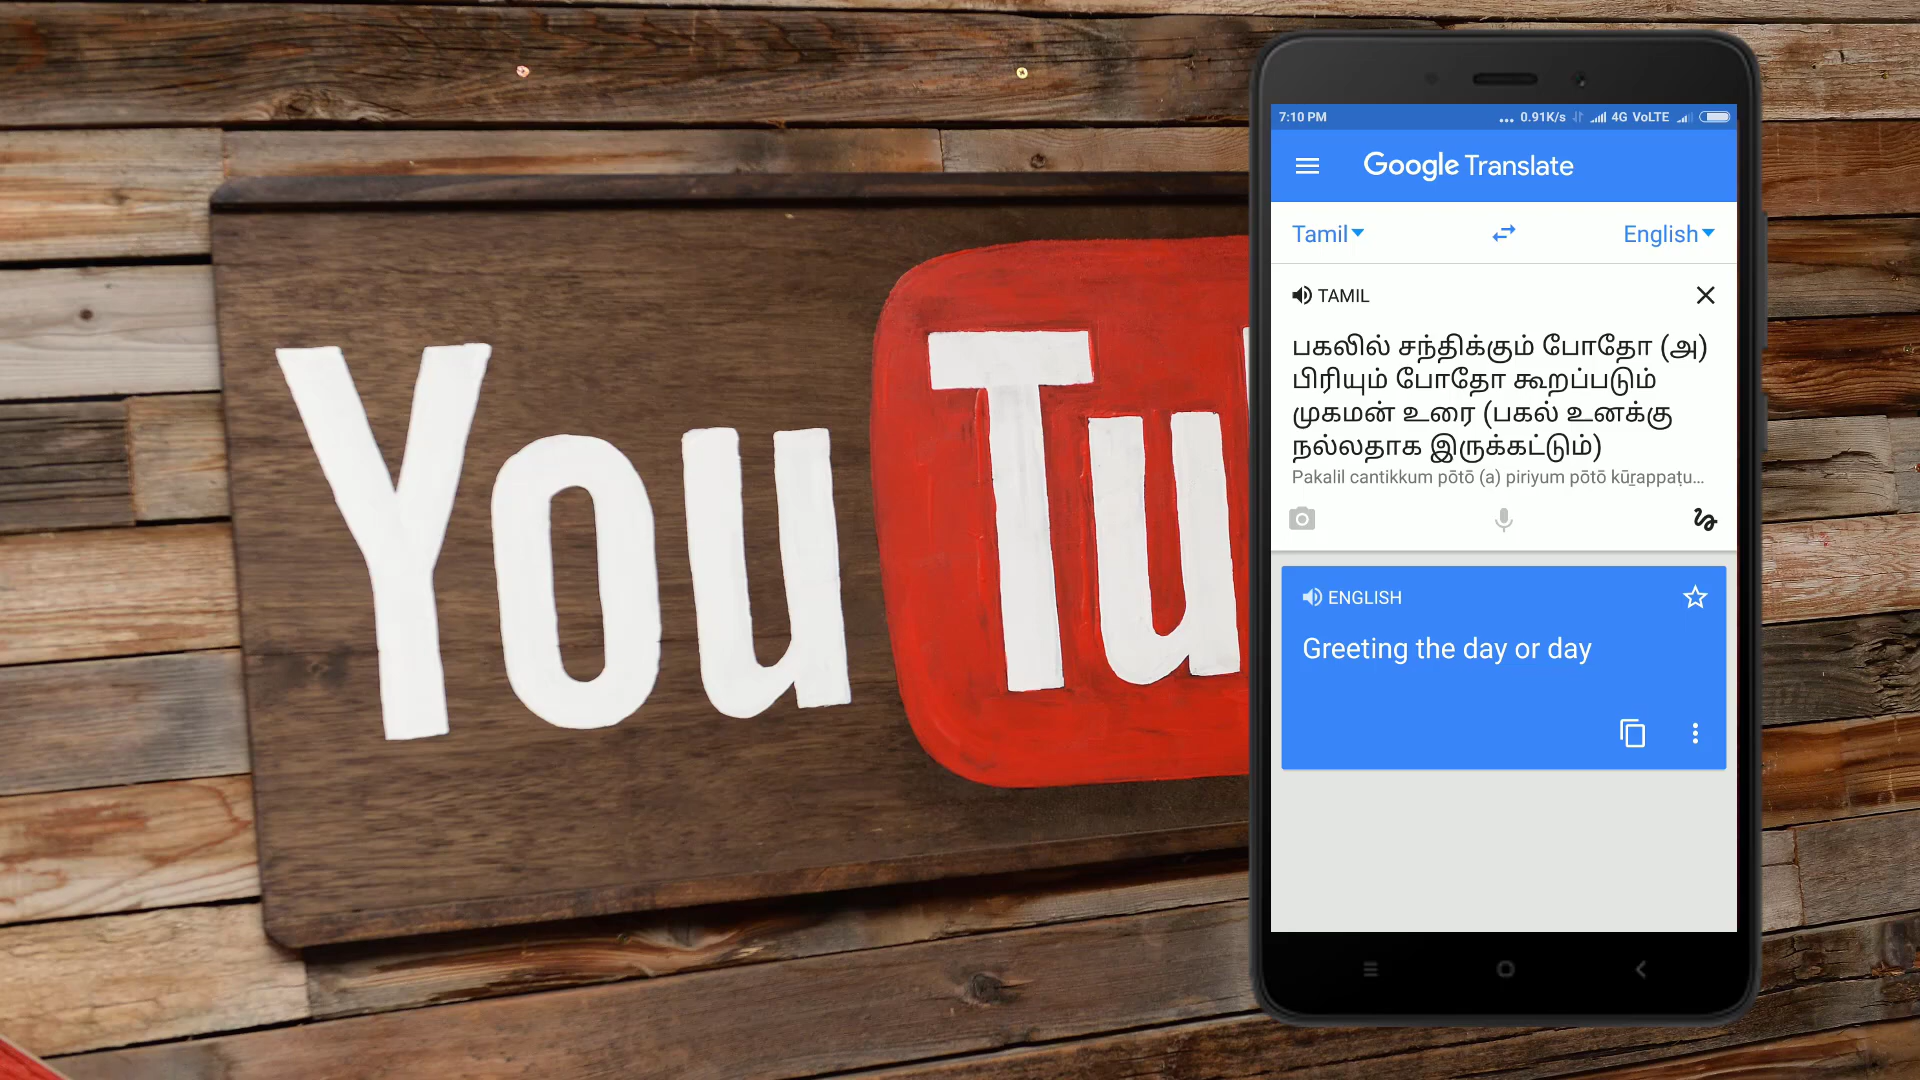 YouTu
7:10 PM
... 0.91K/s 4G VoLTE
Google Translate
Tamil English
TAMIL
பகலில் சந்திக்கும் போதோ (அ)
பிரியும் போதோ கூறப்படும்
முகமன் உரை (பகல் உனக்கு
நல்லதாக இருக்கட்டும்)
Pakalil cantikkum pōtō (a) piriyum pōtō kūṟappaṭu...
ENGLISH
Greeting the day or day